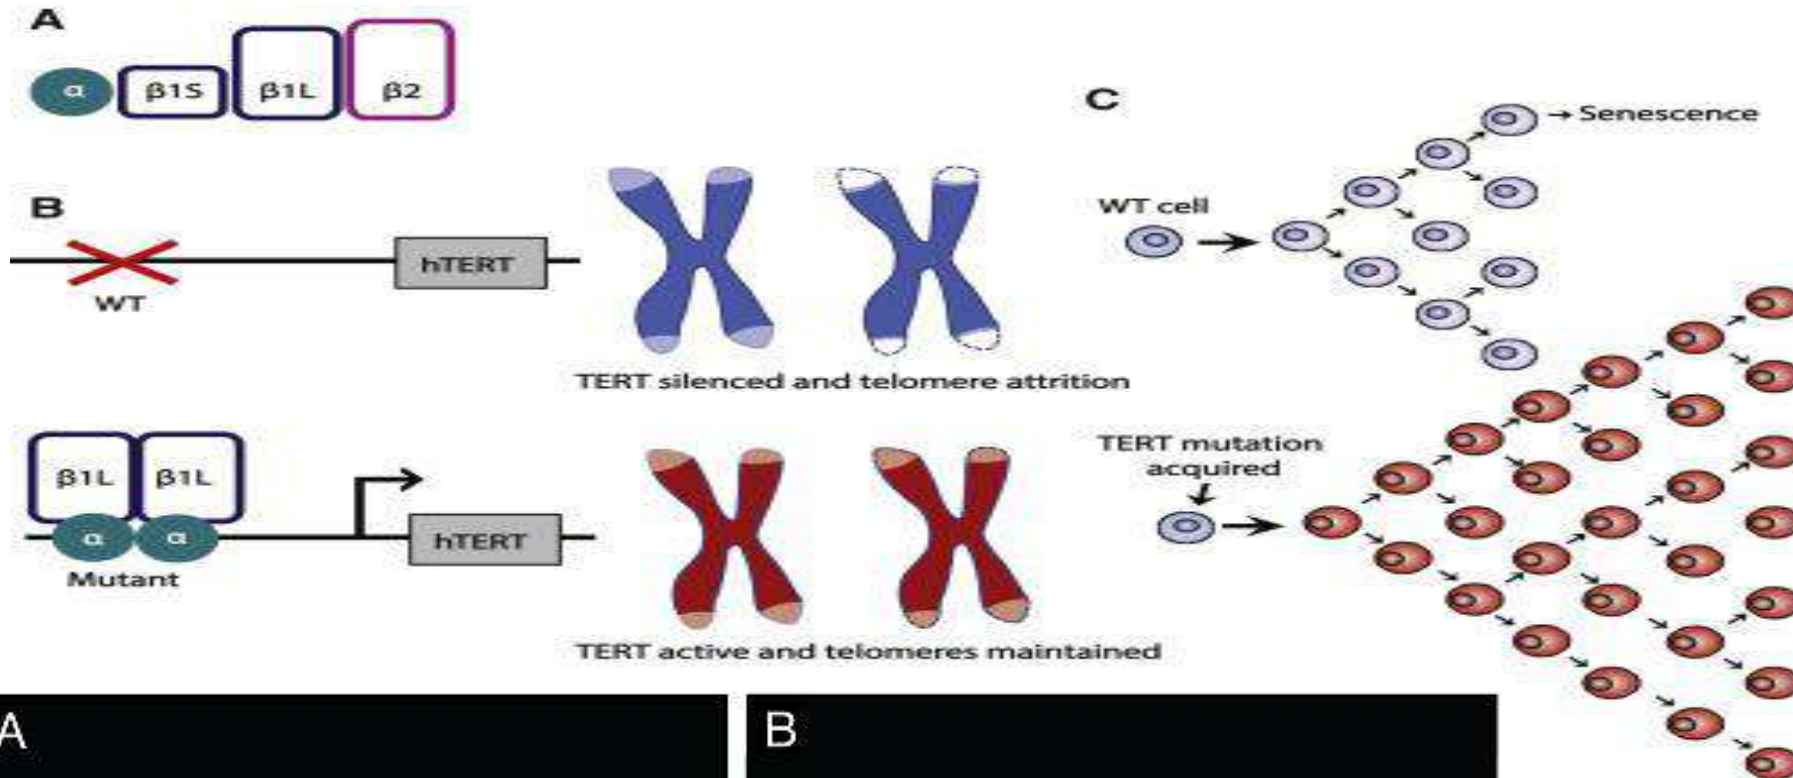 A
α β1S β1L β2
B
hTERT
WT
TERT silenced and telomere attrition
β1L β1L
α α
hTERT
Mutant
TERT active and telomeres maintained
C
Senescence
WT cell
TERT mutation
acquired
A
B